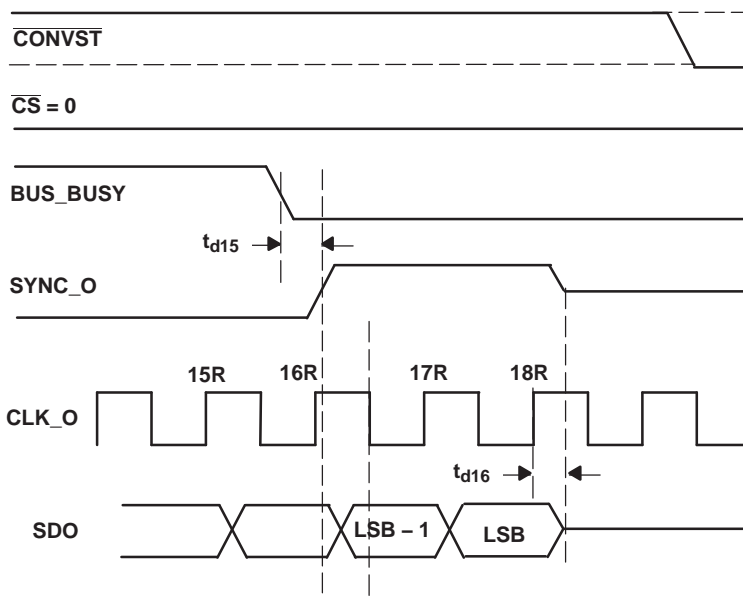 CONVST
CS = 0
BUS_BUSY
td15
SYNC_O
15R 16R 17R 18R
CLK_O
td16
SDO LSB – 1 LSB